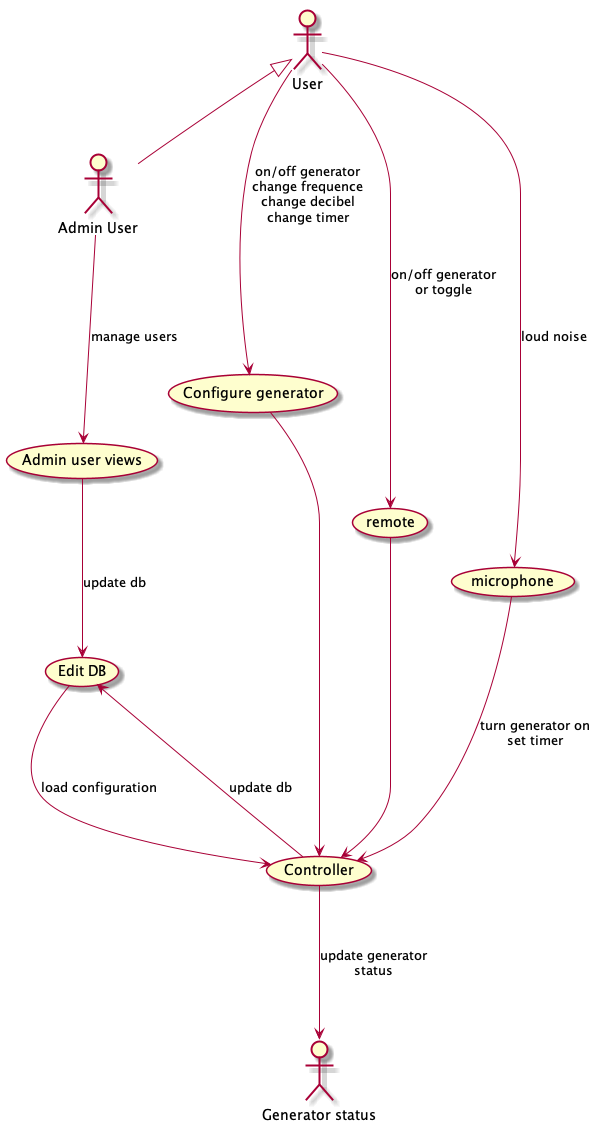 User
Admin User
on/off generator
change frequence
change decibel
change timer
on/off generator
or toggle
manage users
loud noise
Configure generator
Admin user views
remote
microphone
update db
Edit DB
turn generator on
set timer
load configuration
update db
Controller
update generator
status
Generator status